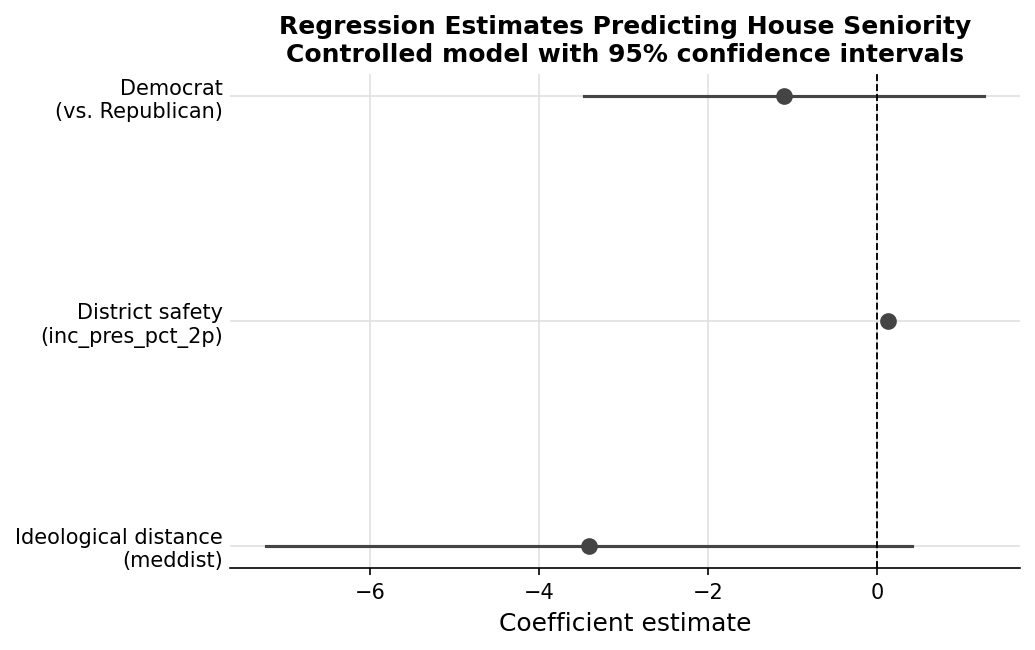 Regression Estimates Predicting House Seniority
Controlled model with 95% confidence intervals
Democrat
(vs. Republican)
District safety
(inc_pres_pct_2p)
Ideological distance
(meddist)
−6 −4 −2 0
Coefficient estimate